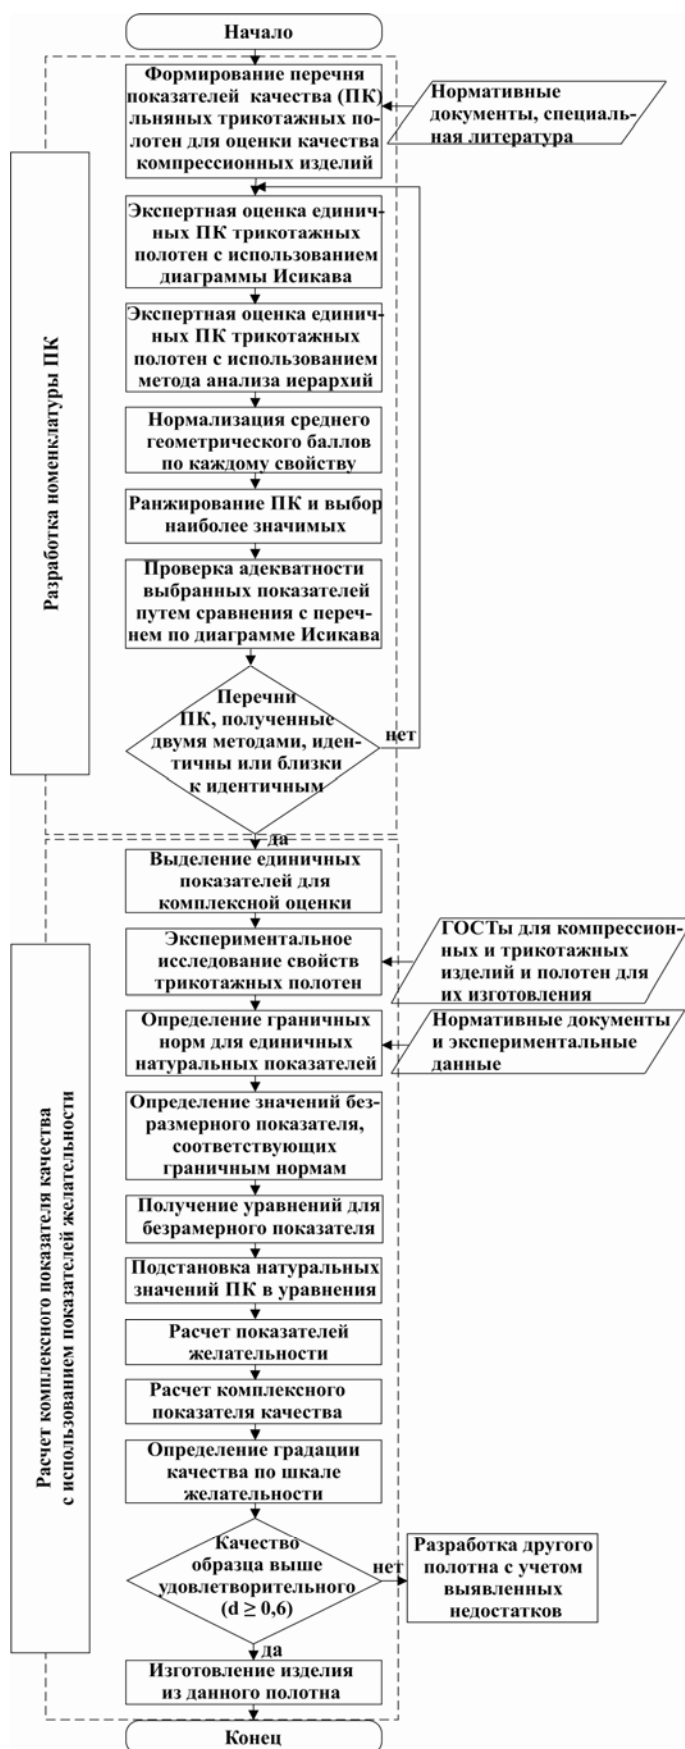 Начало
Формирование перечня
показателей качества (ПК)
льняных трикотажных по-
лотен для оценки качества
компрессионных изделий
Нормативные
документы, специаль-
ная литература
Экспертная оценка единич-
ных ПК трикотажных
полотен с использованием
диаграммы Исикава
Экспертная оценка единич-
ных ПК трикотажных
полотен с использованием
метода анализа иерархий
Нормализация среднего
геометрического баллов
по каждому свойству
Ранжирование ПК и выбор
наиболее значимых
Проверка адекватности
выбранных показателей
путем сравнения с переч-
нем по диаграмме Исикава
Перечни
ПК, полученные
двумя методами, иден-
тичны или близки
к идентичным
нет
да
Разработка номенклатуры ПК
Выделение единичных
показателей для
комплексной оценки
Экспериментальное
исследование свойств
трикотажных полотен
ГОСТы для компрессион-
ных и трикотажных
изделий и полотен для
их изготовления
Определение граничных
норм для единичных
натуральных показателей
Нормативные документы
и экспериментальные
данные
Определение значений без-
размерного показателя,
соответствующих
граничным нормам
Получение уравнений для
безрамерного показателя
Подстановка натуральных
значений ПК в уравнения
Расчет показателей
желательности
Расчет комплексного
показателя качества
Определение градации
качества по шкале
желательности
Качество
образца выше
удовлетворительного
(d ≥ 0,6)
нет
Разработка другого
полотна с учетом
выявленных
недостатков
да
Изготовление изделия
из данного полотна
Расчет комплексного показателя качества
с использованием показателей желательности
Конец